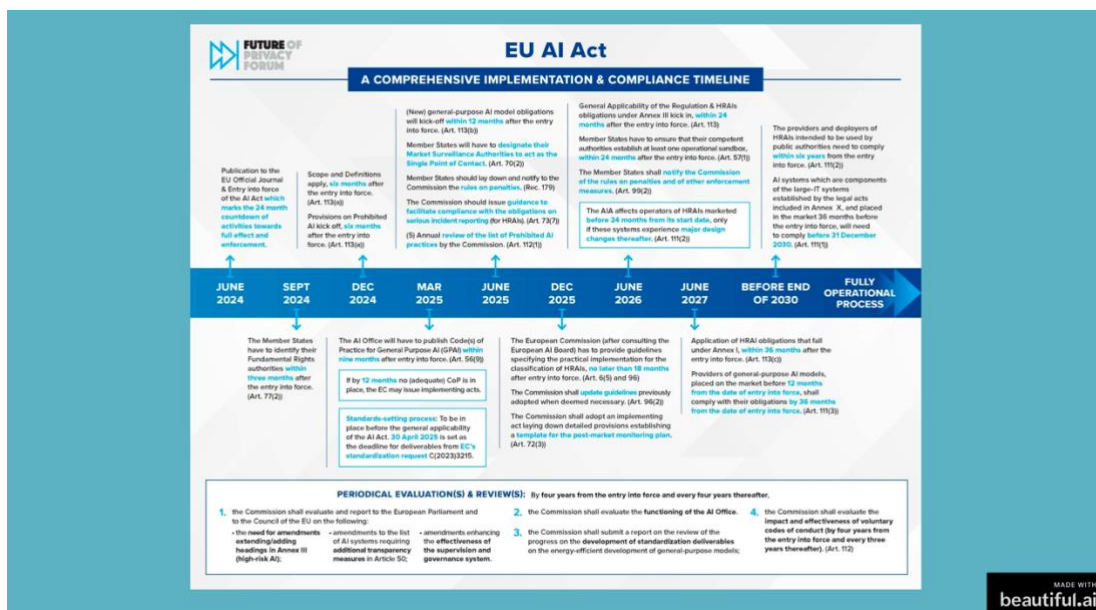 FUTURE OF
PRIVACY
FORUM
EU AI Act
A COMPREHENSIVE IMPLEMENTATION & COMPLIANCE TIMELINE
Publication to the
EU Official Journal
& Entry into force
of the AI Act which
marks the 24 month
countdown of
activities towards
full effect and
enforcement.
Scope and Definitions
apply, six months after
the entry into force.
(Art. 113(a))
Provisions on Prohibited
AI kick off, six months
after the entry into
force. (Art. 113(a))
(New) general-purpose AI model obligations
will kick-off within 12 months after the entry
into force. (Art. 113(b))
Member States will have to designate their
Market Surveillance Authorities to act as the
Single Point of Contact. (Art. 70(2))
Member States should lay down and notify to the
Commission the rules on penalties. (Rec. 179)
The Commission should issue guidance to
facilitate compliance with the obligations on
serious incident reporting (for HRAIs). (Art. 73(7))
(5) Annual review of the list of Prohibited AI
practices by the Commission. (Art. 112(1))
General Applicability of the Regulation & HRAIs
obligations under Annex III kick in, within 24
months after the entry into force. (Art. 113)
Member States have to ensure that their competent
authorities establish at least one operational sandbox,
within 24 months after the entry into force. (Art. 57(1))
The Member States shall notify the Commission
of the rules on penalties and of other enforcement
measures. (Art. 99(2))
The AIA affects operators of HRAIs marketed
before 24 months from its start date, only
if these systems experience major design
changes thereafter. (Art. 111(2))
The providers and deployers of
HRAIs intended to be used by
public authorities need to comply
within six years from the entry
into force. (Art. 111(2))
AI systems which are components
of the large-IT systems
established by the legal acts
included in Annex X, and placed
in the market 36 months before
the entry into force, will need
to comply before 31 December
2030. (Art. 111(1))
JUNE
2024
SEPT
2024
DEC
2024
MAR
2025
JUNE
2025
DEC
2025
JUNE
2026
JUNE
2027
BEFORE END
OF 2030
FULLY
OPERATIONAL
PROCESS
The Member States
have to identify their
Fundamental Rights
authorities within
three months after
the entry into force.
(Art. 77(2))
The AI Office will have to publish Code(s) of
Practice for General Purpose AI (GPAI) within
nine months after entry into force. (Art. 56(9))
If by 12 months no (adequate) CoP is in
place, the EC may issue implementing acts.
Standards-setting process: To be in
place before the general applicability
of the AI Act. 30 April 2025 is set as
the deadline for deliverables from EC's
standardization request C(2023)3215.
The European Commission (after consulting the
European AI Board) has to provide guidelines
specifying the practical implementation for the
classification of HRAIs, no later than 18 months
after entry into force. (Art. 6(5) and 96)
The Commission shall update guidelines previously
adopted when deemed necessary. (Art. 96(2))
The Commission shall adopt an implementing
act laying down detailed provisions establishing
a template for the post-market monitoring plan.
(Art. 72(3))
Application of HRAI obligations that fall
under Annex I, within 36 months after the
entry into force. (Art. 113(c))
Providers of general-purpose AI models,
placed on the market before 12 months
from the date of entry into force, shall
comply with their obligations by 36 months
from the date of entry into force. (Art. 111(3))
PERIODICAL EVALUATION(S) & REVIEW(S): By four years from the entry into force and every four years thereafter,
1. the Commission shall evaluate and report to the European Parliament and
to the Council of the EU on the following:
• the need for amendments
extending/adding
headings in Annex III
(high-risk AI);
• amendments to the list
of AI systems requiring
additional transparency
measures in Article 50;
• amendments enhancing
the effectiveness of
the supervision and
governance system.
2. the Commission shall evaluate the functioning of the AI Office.
3. the Commission shall submit a report on the review of the
progress on the development of standardization deliverables
on the energy-efficient development of general-purpose models;
4. the Commission shall evaluate the
impact and effectiveness of voluntary
codes of conduct (by four years from
the entry into force and every three
years thereafter). (Art. 112)
MADE WITH
beautiful.ai